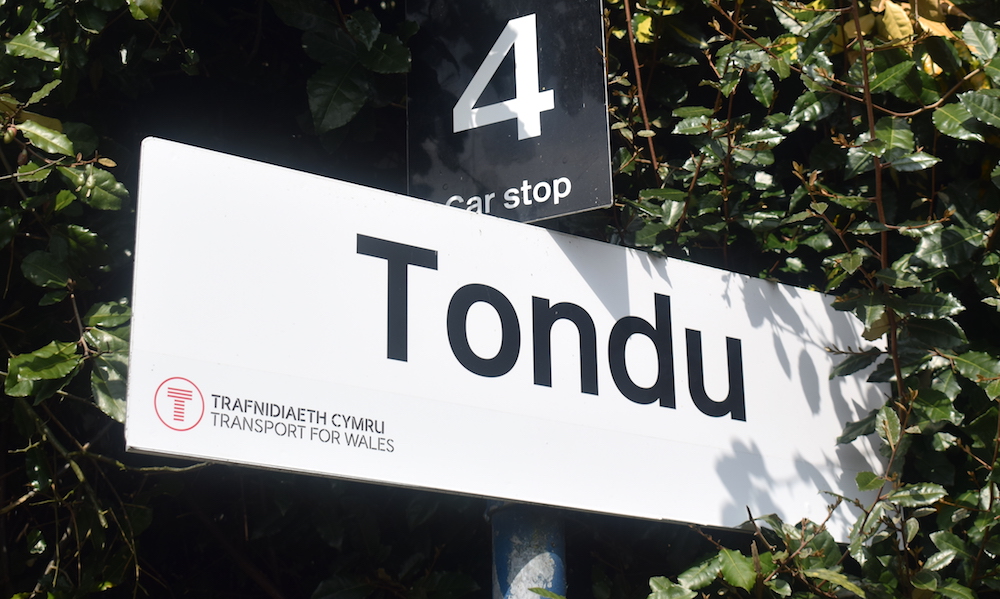 4
Car stop
Tondu
TRAFNIDIAETH CYMRU
TRANSPORT FOR WALES